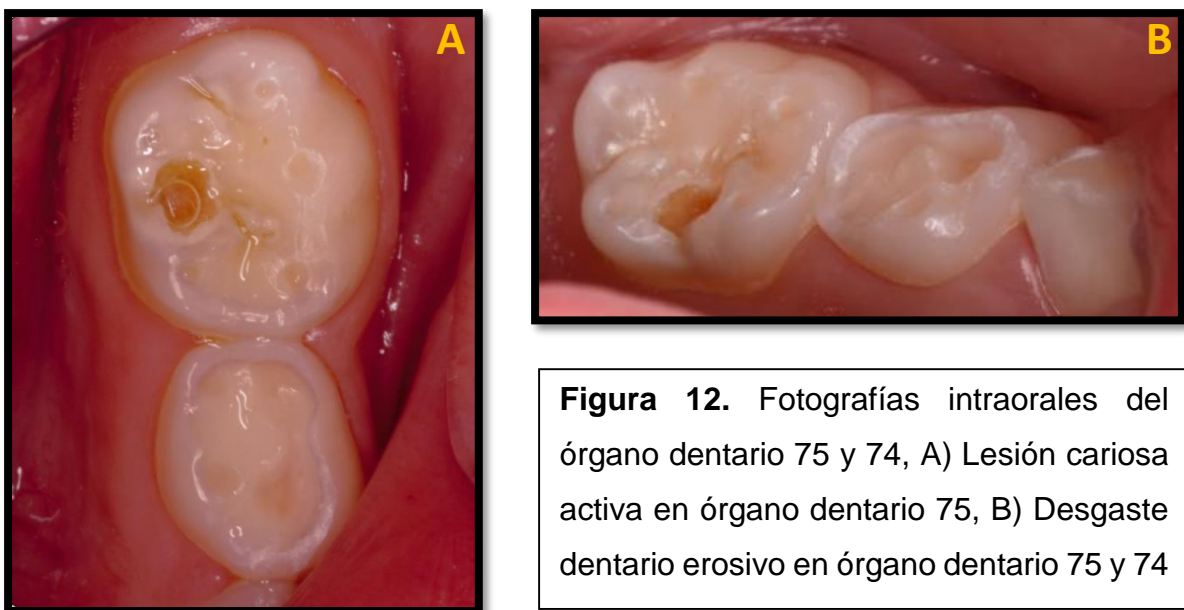 A
B
Figura 12. Fotografías intraorales del
órgano dentario 75 y 74, A) Lesión cariosa
activa en órgano dentario 75, B) Desgaste
dentario erosivo en órgano dentario 75 y 74